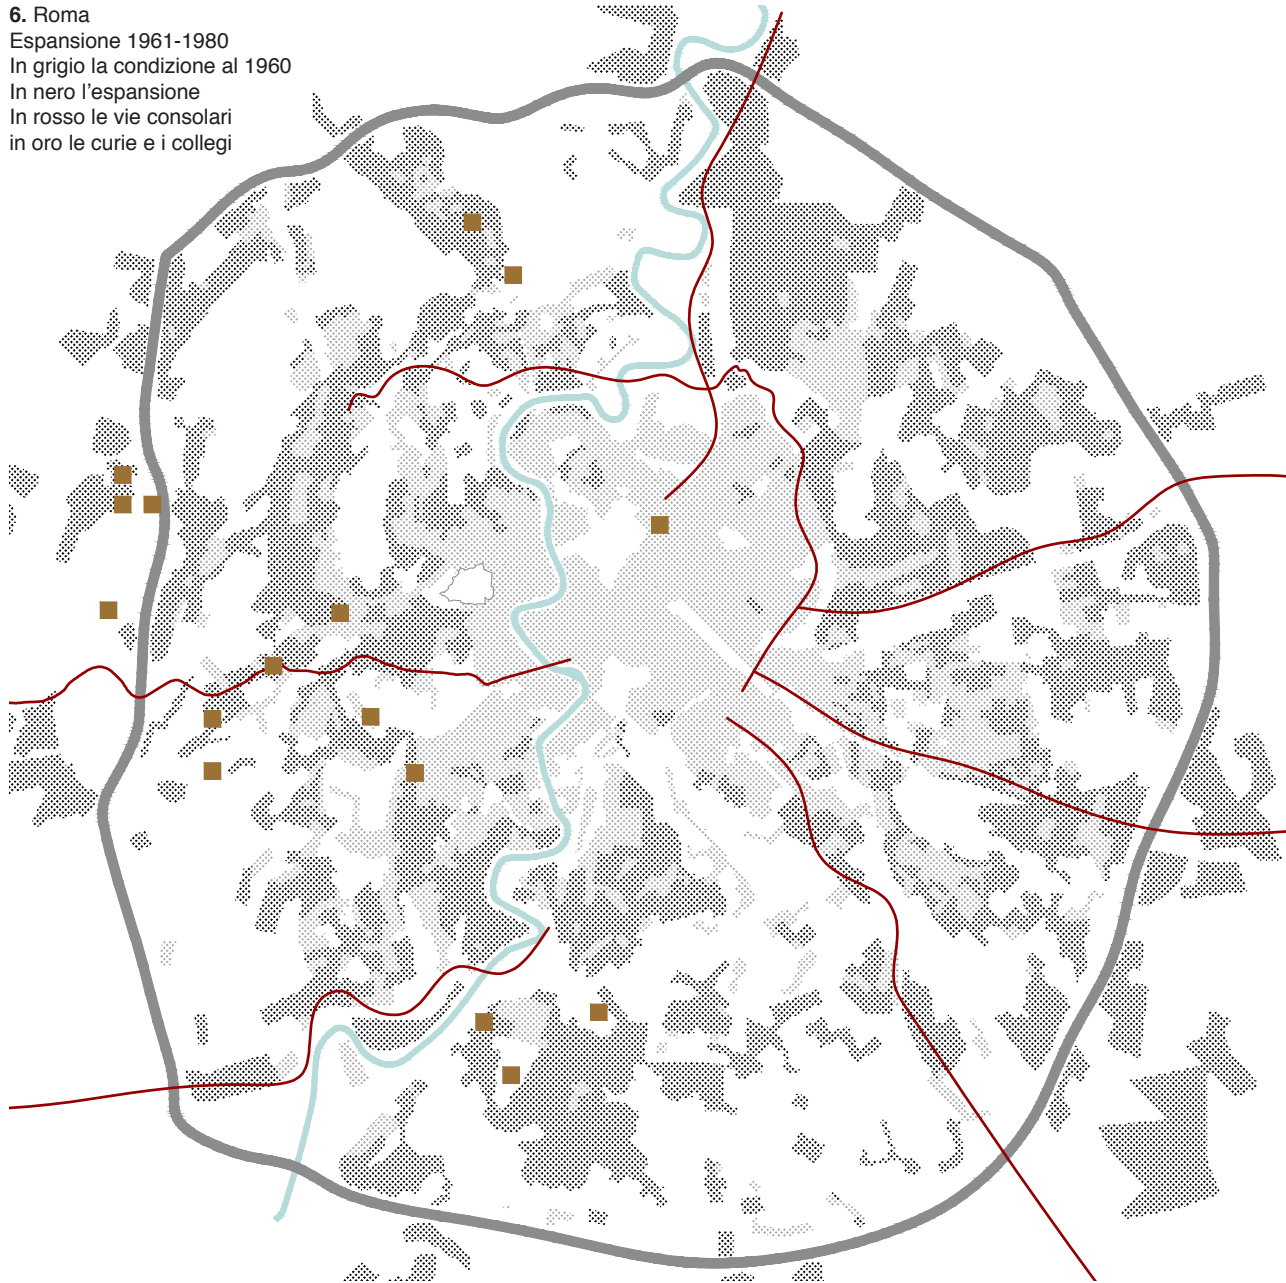 6. Roma
Espansione 1961-1980
In grigio la condizione al 1960
In nero l'espansione
In rosso le vie consolari
in oro le curie e i collegi